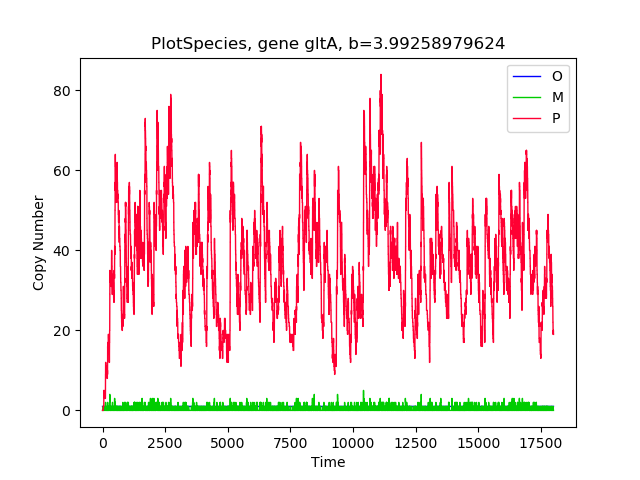 PlotSpecies, gene gltA, b=3.99258979624
O
M
P
80
60
40
20
0
Copy Number
0 2500 5000 7500 10000 12500 15000 17500
Time